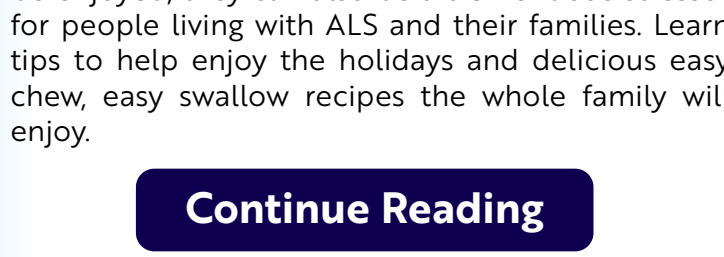 for people living with ALS and their families. Learn
tips to help enjoy the holidays and delicious easy
chew, easy swallow recipes the whole family will
enjoy.
Continue Reading